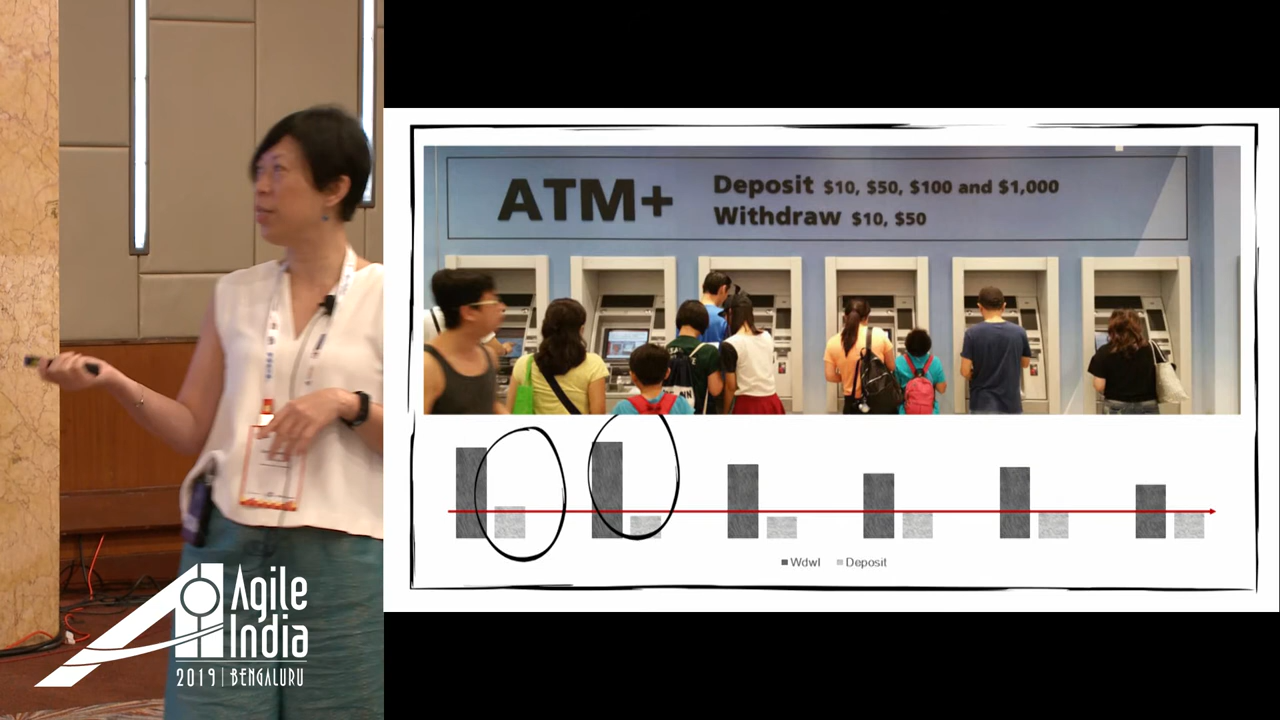 ATM+
Deposit $10, $50, $100 and $1,000
Withdraw $10, $50
Wdwl
Deposit
Agile
India
2019 | BENGALURU